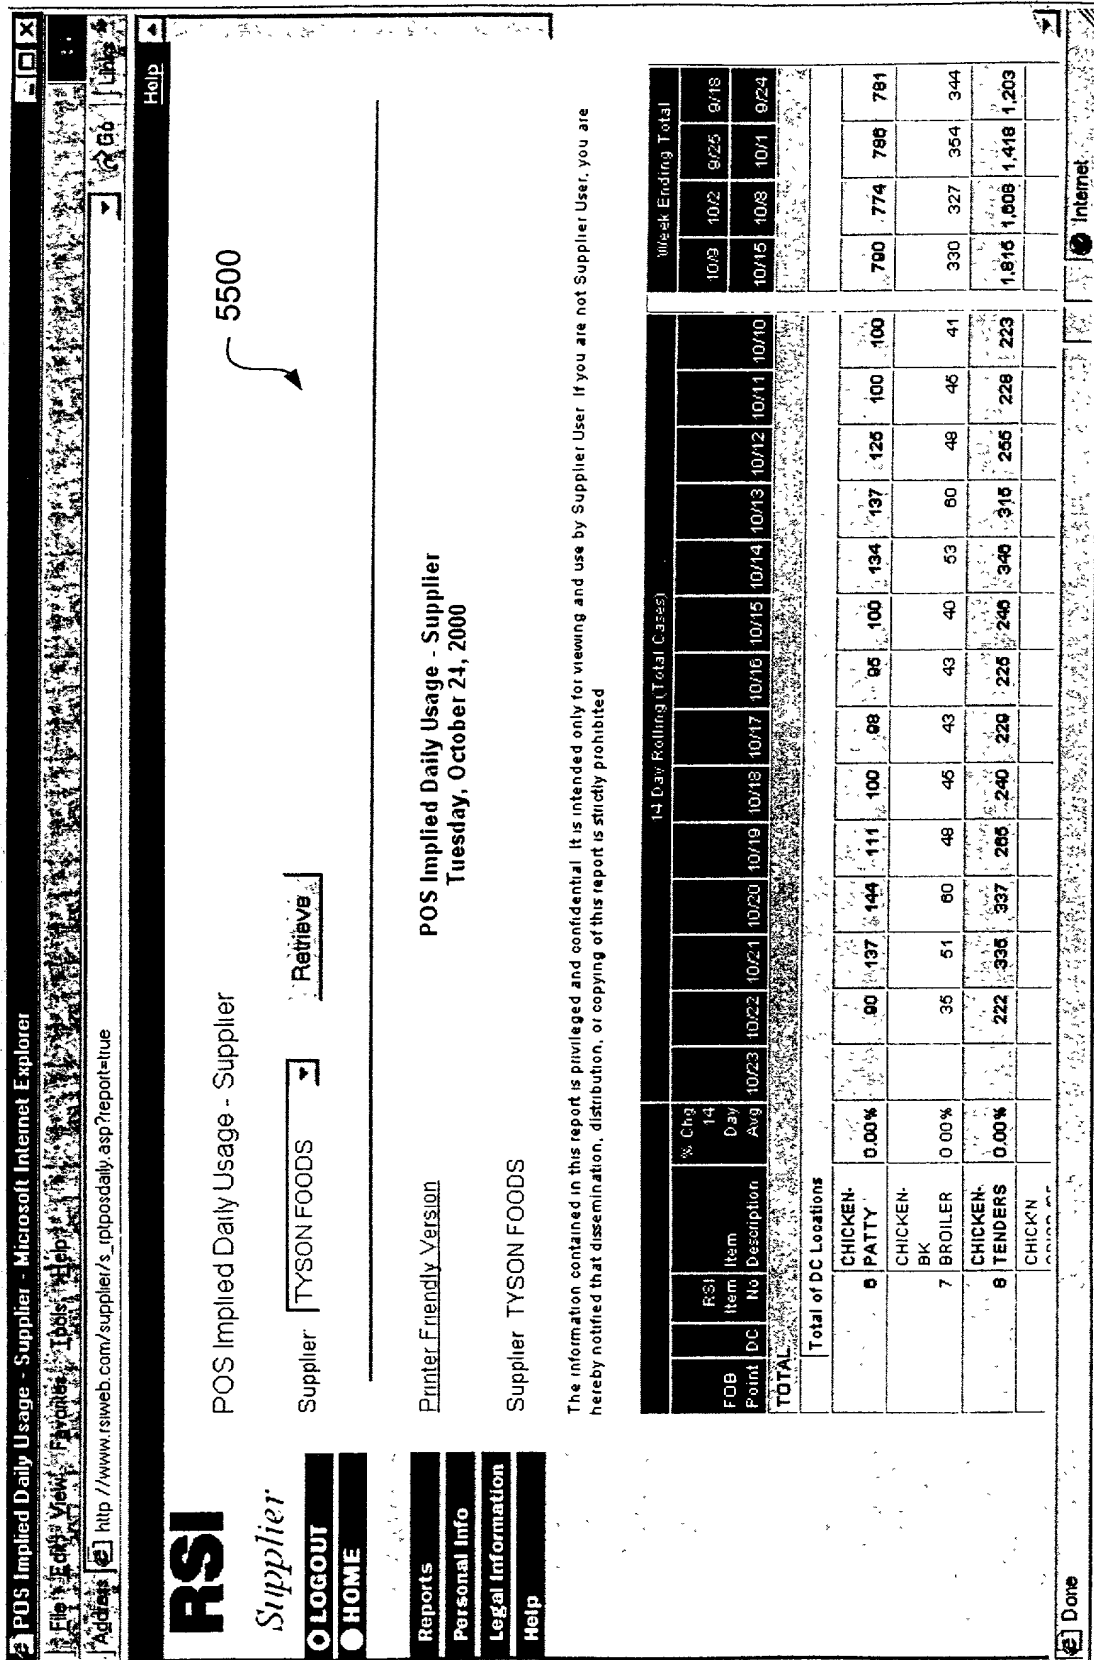 POS Implied Daily Usage - Supplier - Microsoft Internet Explorer
File Edit View Favorites Tools Help
Address http //www.rsiweb.com/supplier/s_rptposdaily.asp?report=true Go Links
Help
RSI
Supplier
LOGOUT
HOME
Reports
Personal Info
Legal Information
Help
POS Implied Daily Usage - Supplier
5500
Supplier TYSON FOODS Retrieve
Printer Friendly Version
POS Implied Daily Usage - Supplier
Tuesday, October 24, 2000
Supplier TYSON FOODS
The information contained in this report is privileged and confidential It is intended only for viewing and use by Supplier User If you are not Supplier User, you are
hereby notified that dissemination, distribution, or copying of this report is strictly prohibited
14 Day Rolling (Total Cases) Week Ending Total
% Chg 10/9 10/2 9/25 9/18
RSI 14
FOB Item Item Day
Point DC No Description Avg 10/23 10/22 10/21 10/20 10/19 10/18 10/17 10/16 10/15 10/14 10/13 10/12 10/11 10/10 10/15 10/8 10/1 9/24
TOTAL
Total of DC Locations
CHICKEN-
6 PATTY 0.00% 90 137 144 111 100 98 95 100 134 137 125 100 100 790 774 786 781
CHICKEN-
BK
7 BROILER 0 00% 35 51 60 48 45 43 43 40 53 60 48 45 41 330 327 354 344
CHICKEN-
8 TENDERS 0.00% 222 335 337 265 240 229 225 246 346 315 255 228 223 1,815 1,608 1,418 1,203
CHICK'N
Done Internet